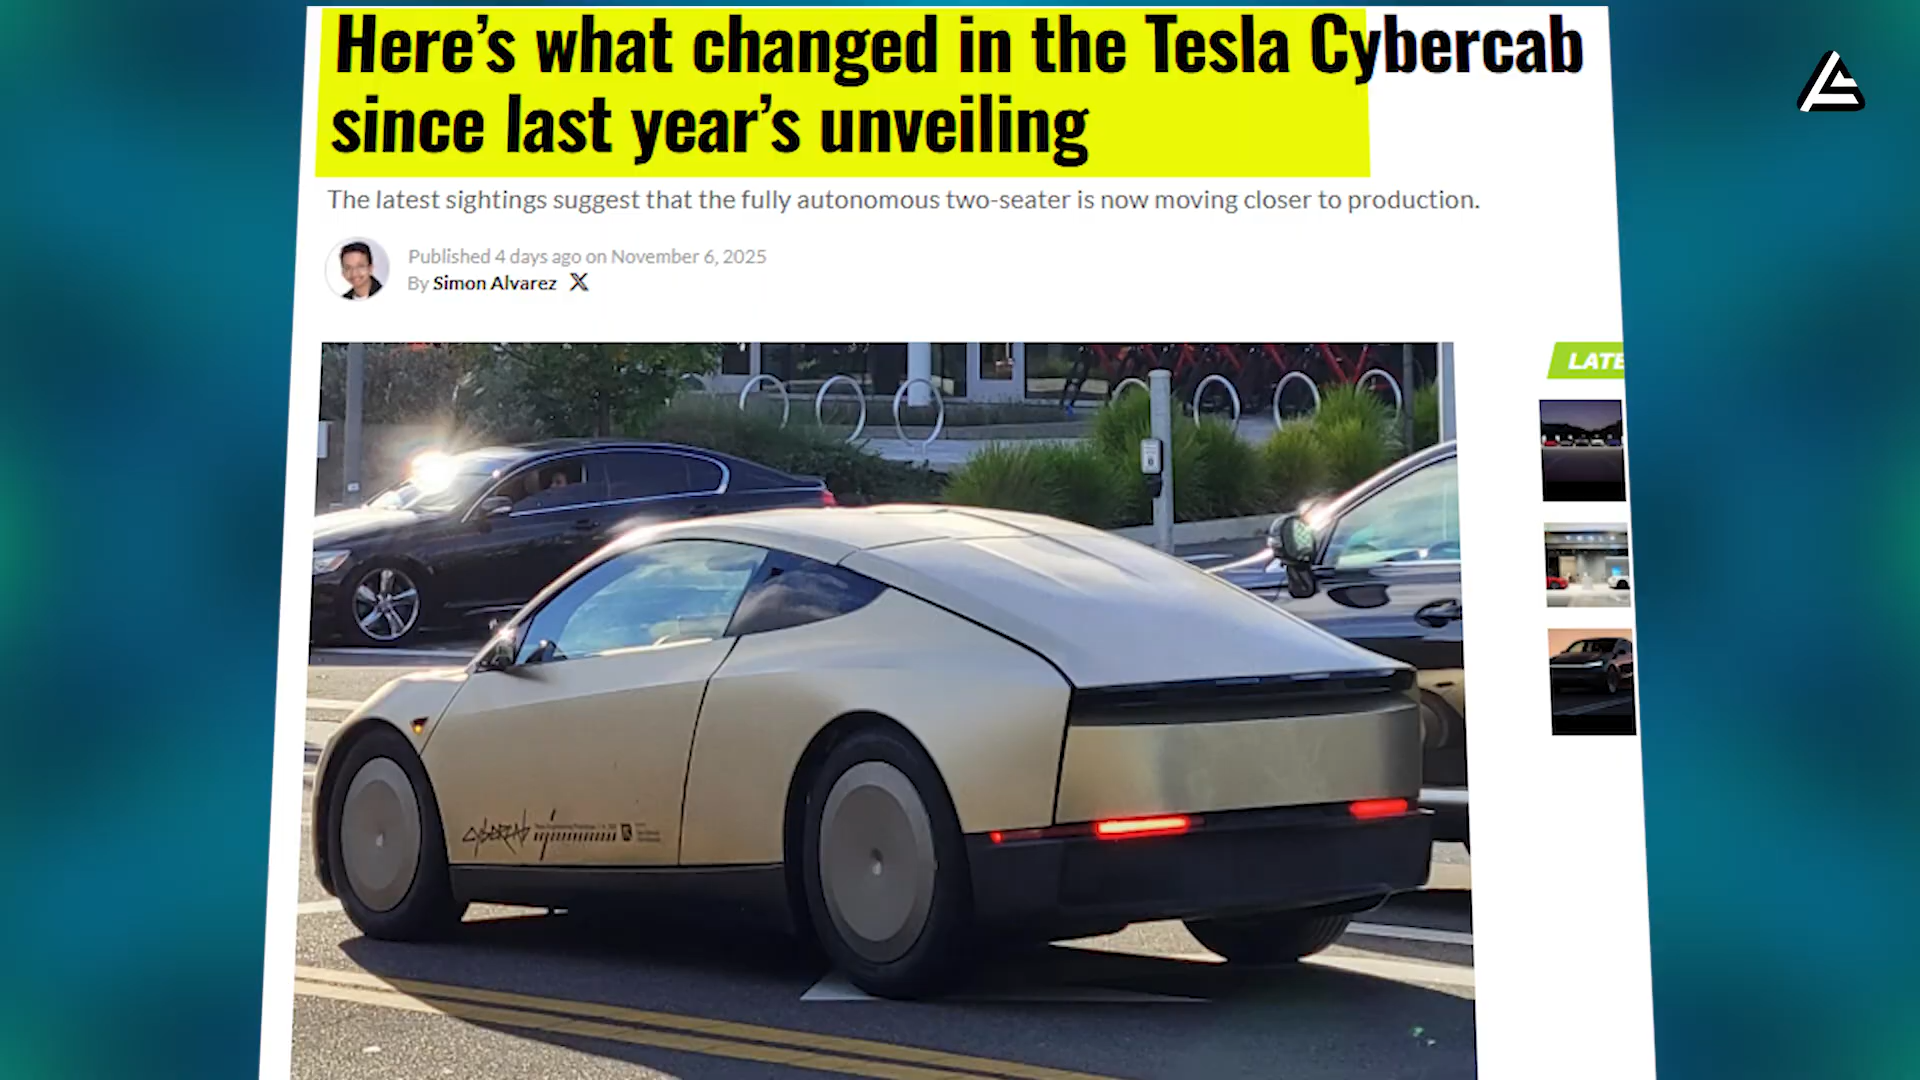 Here's what changed in the Tesla Cybercab
since last year's unveiling
The latest sightings suggest that the fully autonomous two-seater is now moving closer to production.
Published 4 days ago on November 6, 2025
By Simon Alvarez
LATE
CYBERCAB